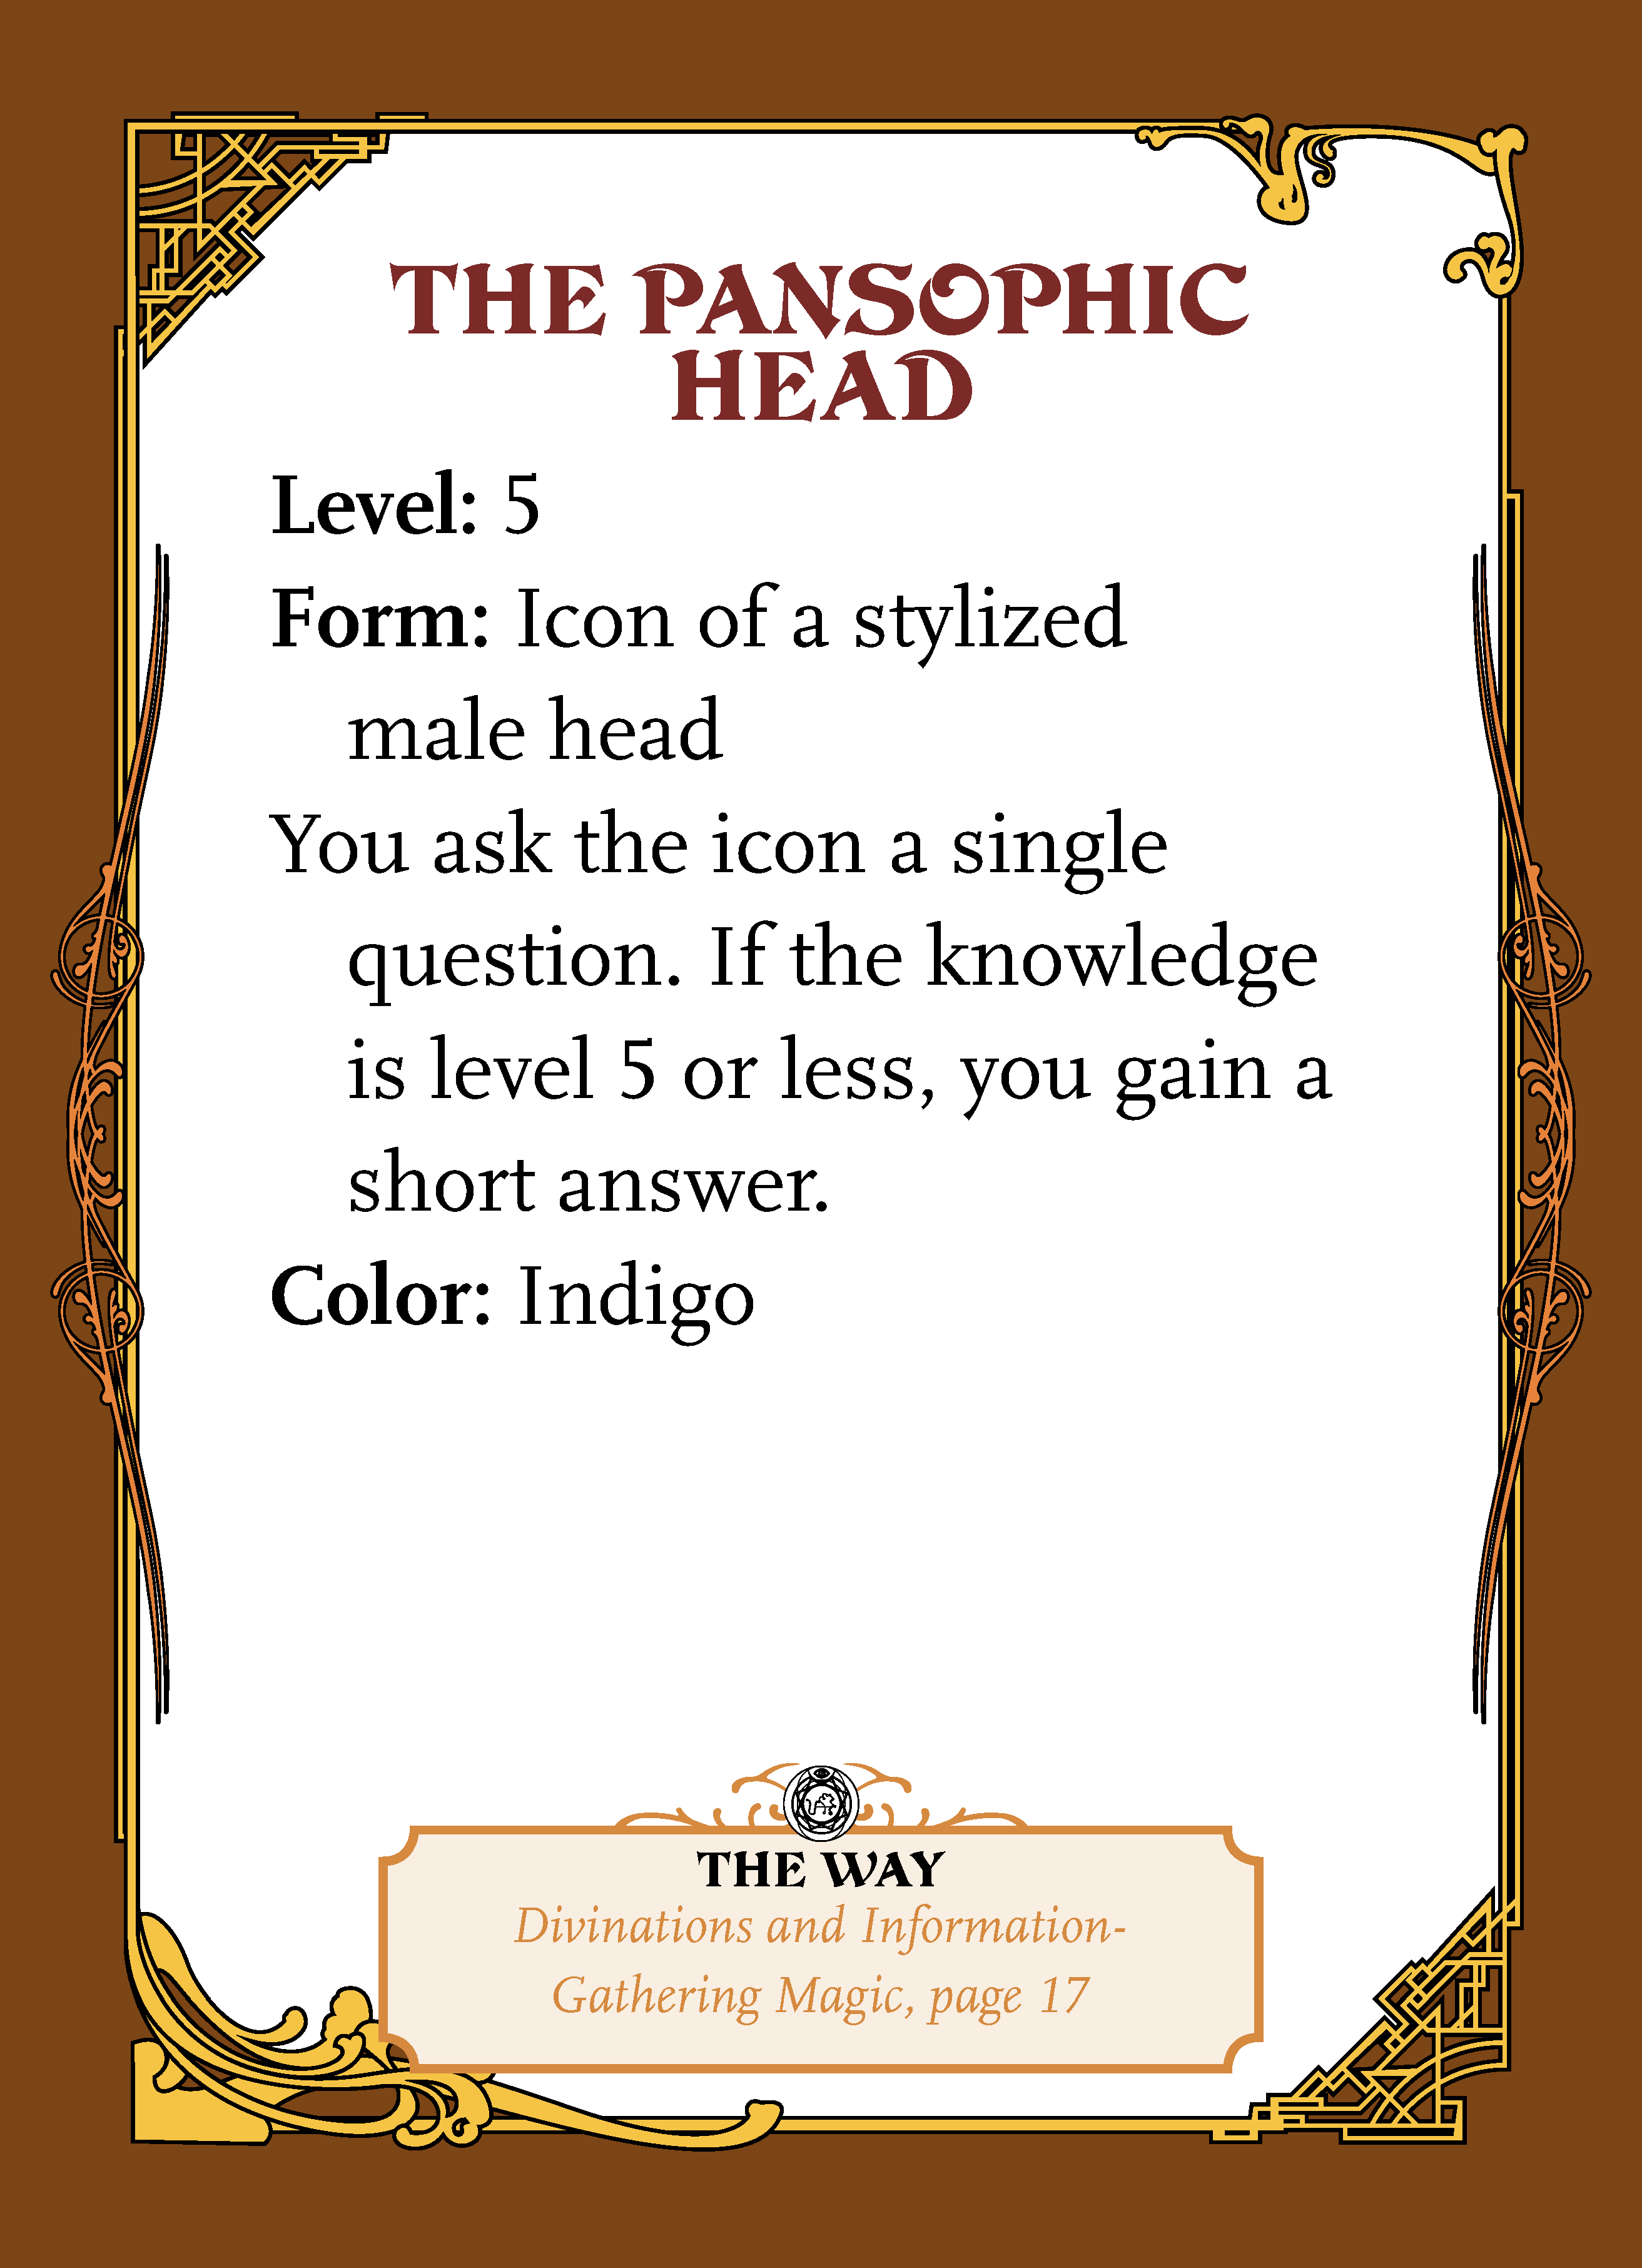 THE PANSOPHIC
HEAD
Level: 5
Form: Icon of a stylized
male head
You ask the icon a single
question. If the knowledge
is level 5 or less, you gain a
short answer.
Color: Indigo
THE WAY
Divinations and Information-
Gathering Magic, page 17